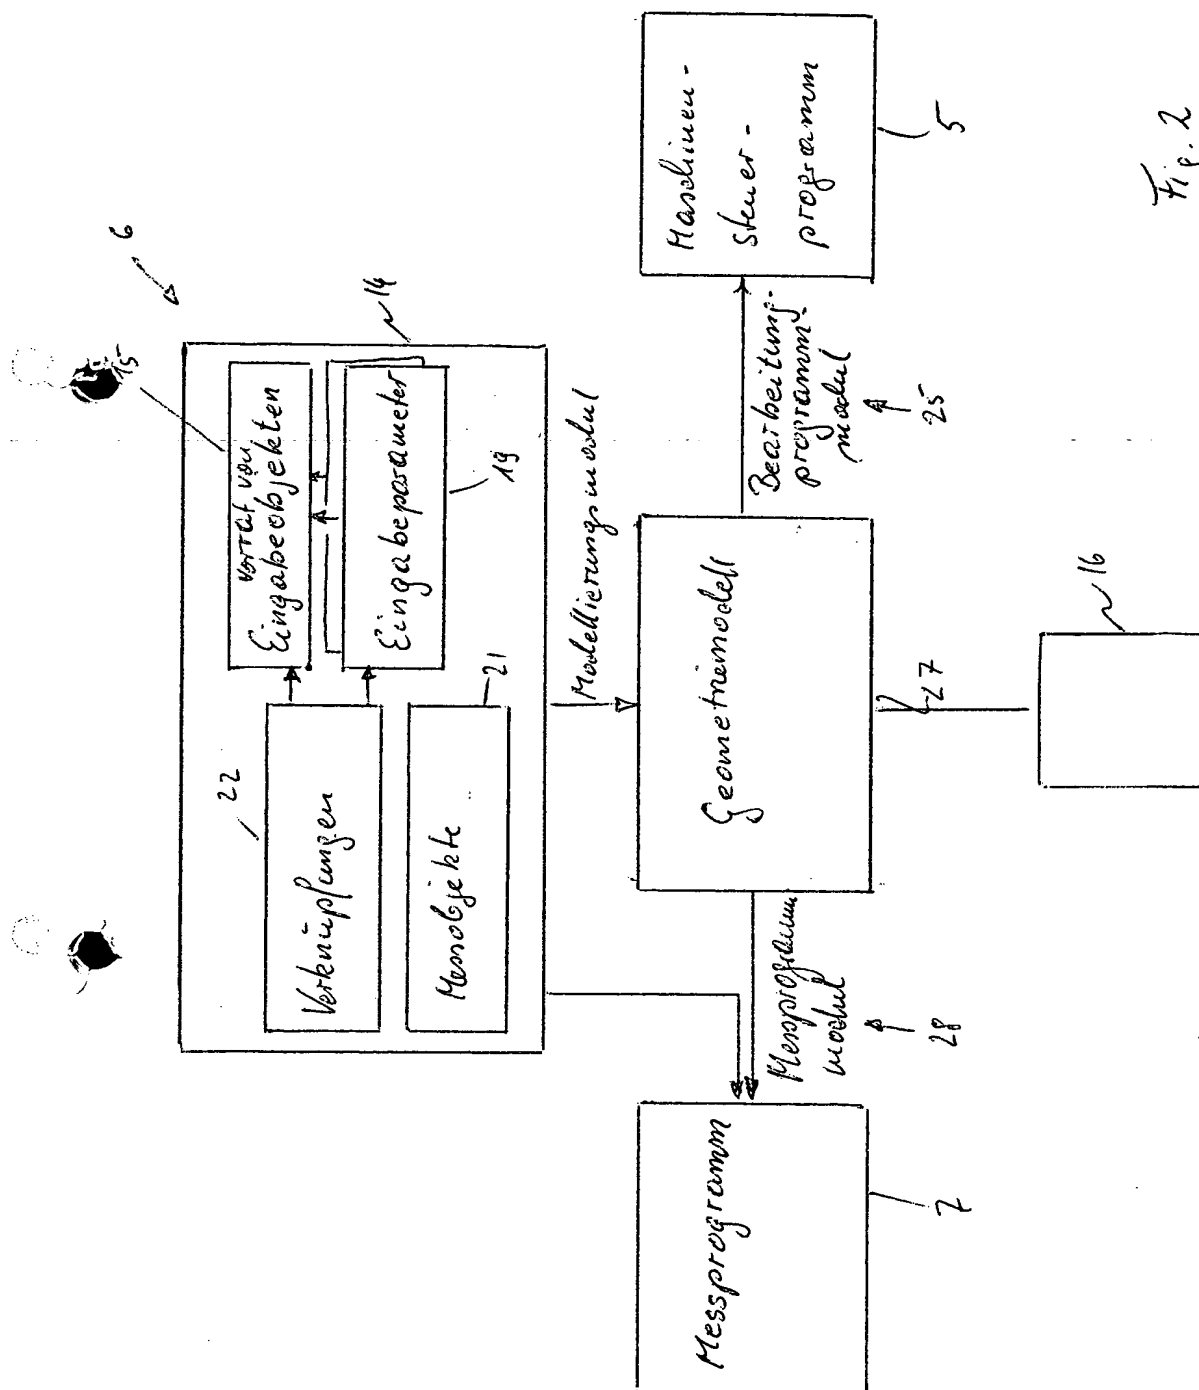 6
14
15
Vorrat von
Eingabeobjekten
Eingabeparameter
19
22
Verknüpfungen
Messobjekte
21
Modellierungsmodul
Geometriemodell
Messprogramm
7
Messprogramm
modul
28
Bearbeitung-
programm-
modul
25
Maschinen-
steuer-
programm
5
27
16
Fig. 2